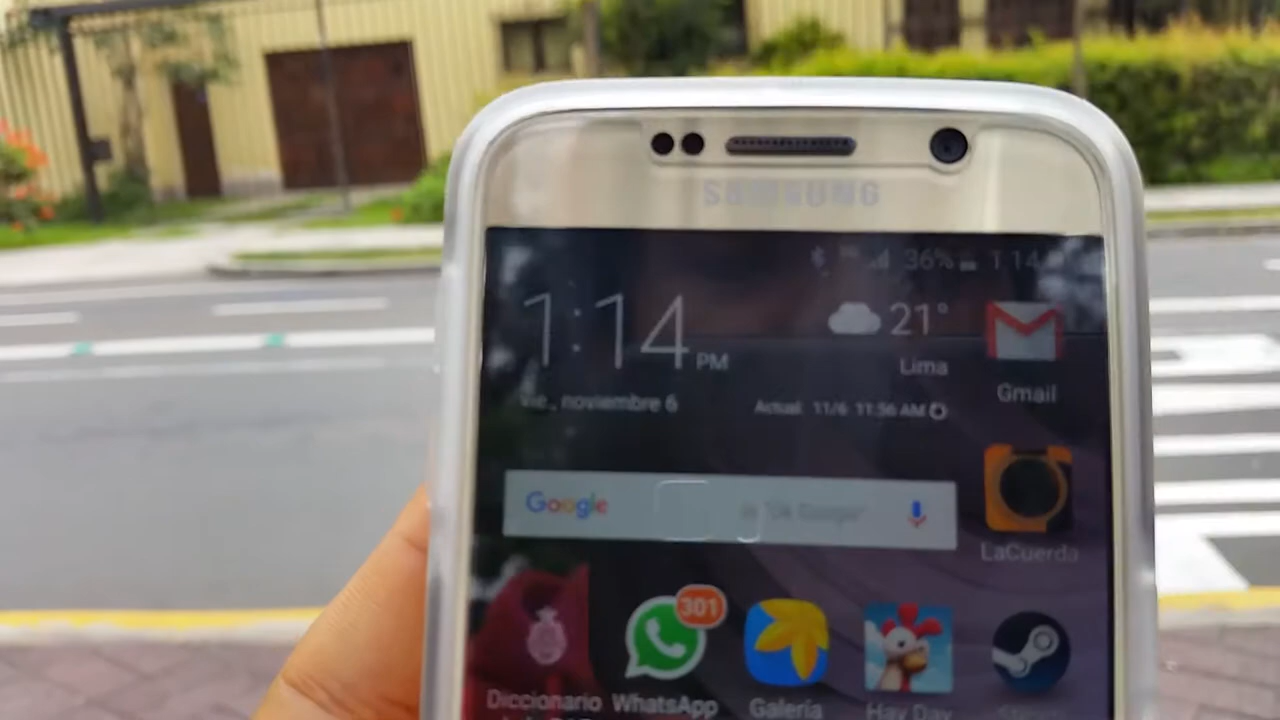 SAMSUNG
36% 1:14
1:14 PM
21°
Lima
Gmail
vie., noviembre 6
Actual. 11/6 11:56 AM
Google
LaCuerda
301
Diccionario
WhatsApp
Galería
Hay Day